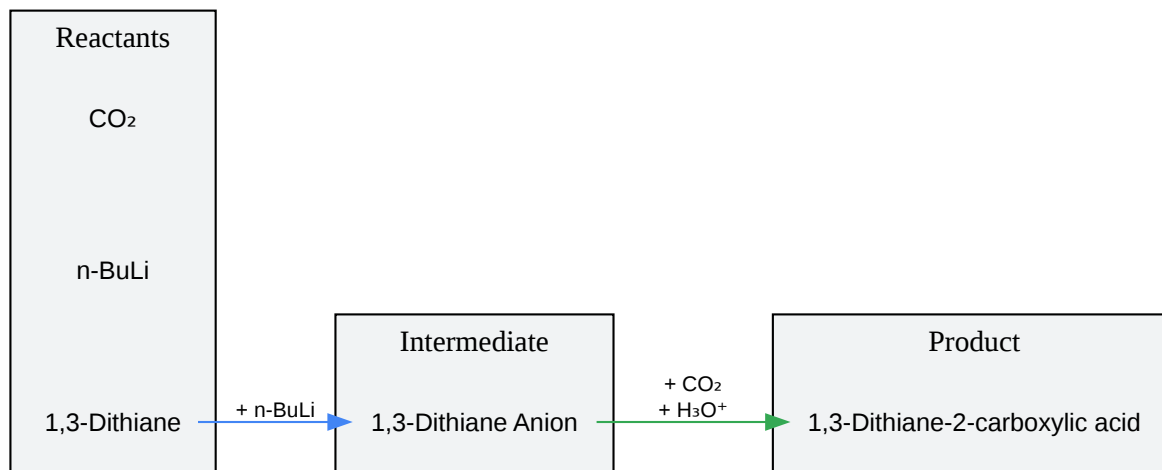 Reactants
CO₂
n-BuLi
1,3-Dithiane
+ n-BuLi
Intermediate
1,3-Dithiane Anion
+ CO₂
+ H₃O⁺
Product
1,3-Dithiane-2-carboxylic acid